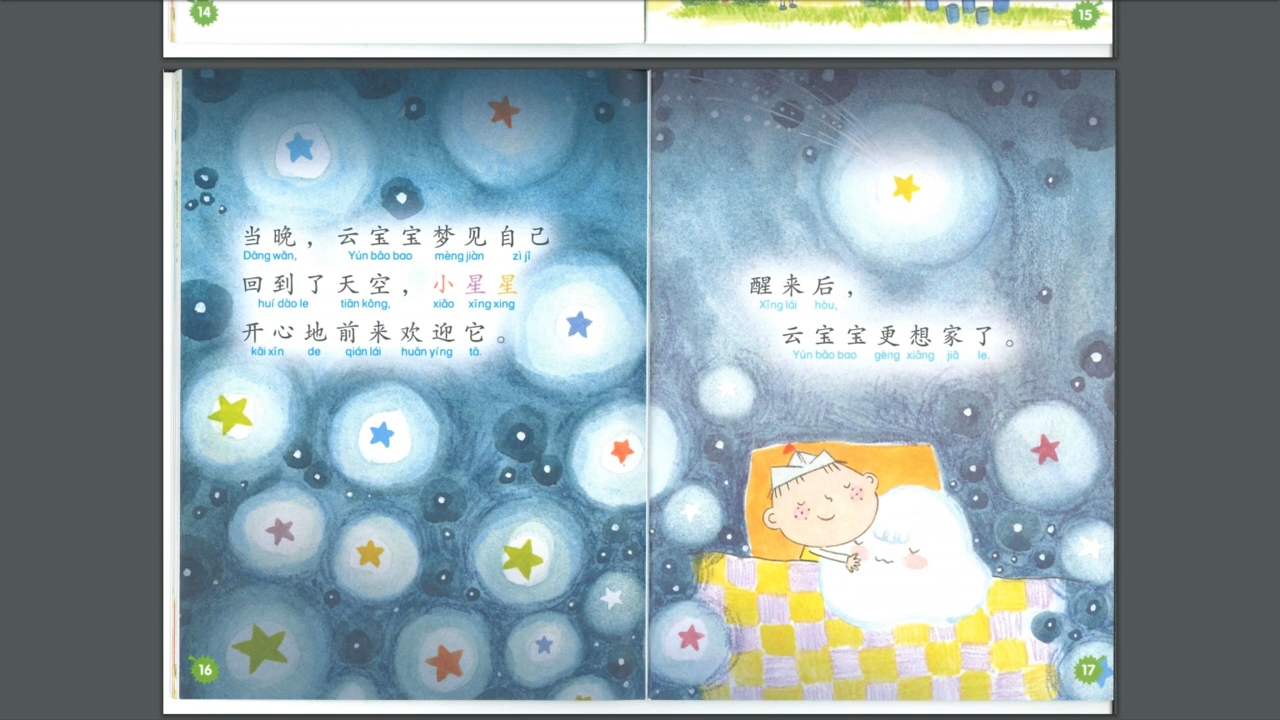 14
15
当晚，云宝宝梦见自己
Dāng wǎn, Yún bǎo bao mèng jiàn zì jǐ
回到了天空，小星星
huí dào le tiān kōng, xiǎo xīng xing
开心地前来欢迎它。
kāi xīn de qián lái huān yíng tā.
16
醒来后，
Xǐng lái hòu,
云宝宝更想家了。
Yún bǎo bao gèng xiǎng jiā le.
17